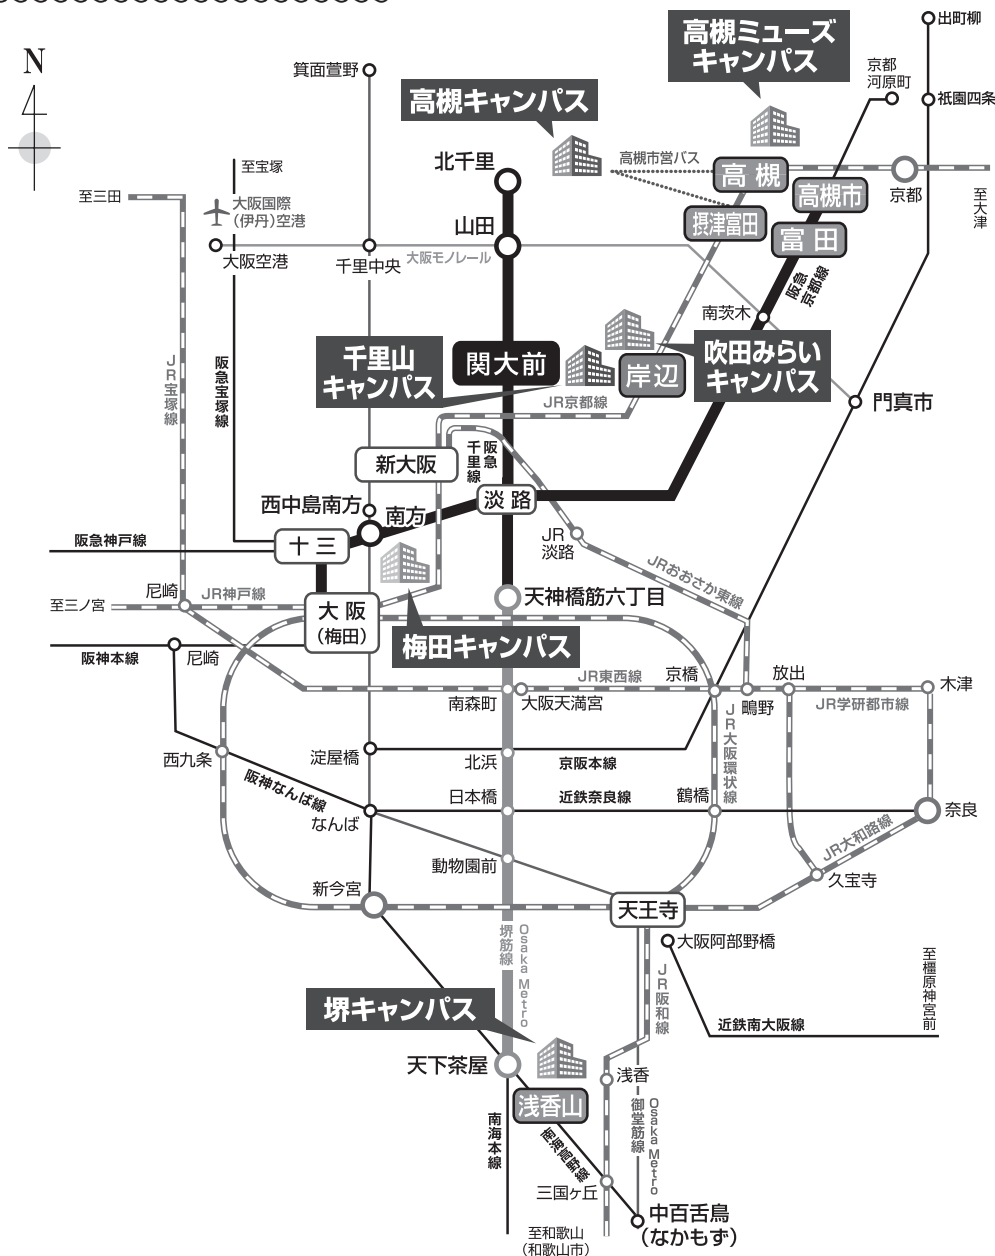 高槻ミューズ
キャンパス
出町柳
N
箕面萱野
京都
河原町
祇園四条
高槻キャンパス
北千里
高槻市営バス
高槻
高槻市
京都
至大津
至三田
至宝塚
大阪国際
(伊丹)空港
大阪空港
千里中央
山田
大阪モノレール
摂津富田
富田
阪急
京都線
南茨木
千里山
キャンパス
関大前
岸辺
吹田みらい
キャンパス
JR宝塚線
阪急宝塚線
JR京都線
門真市
新大阪
阪急
千里線
西中島南方
南方
淡路
JR
淡路
阪急神戸線
十三
JRおおさか東線
至三ノ宮
尼崎
JR神戸線
大阪
(梅田)
天神橋筋六丁目
梅田キャンパス
阪神本線
尼崎
JR東西線
京橋
放出
木津
南森町
大阪天満宮
鴫野
JR学研都市線
JR大阪環状線
西九条
淀屋橋
北浜
京阪本線
阪神なんば線
日本橋
近鉄奈良線
鶴橋
奈良
なんば
JR大和路線
動物園前
久宝寺
新今宮
天王寺
大阪阿部野橋
堺筋線
Osaka Metro
JR阪和線
至橿原神宮前
近鉄南大阪線
堺キャンパス
天下茶屋
浅香
浅香山
御堂筋線
Osaka Metro
南海本線
南海高野線
三国ヶ丘
中百舌鳥
(なかもず)
至和歌山
(和歌山市)